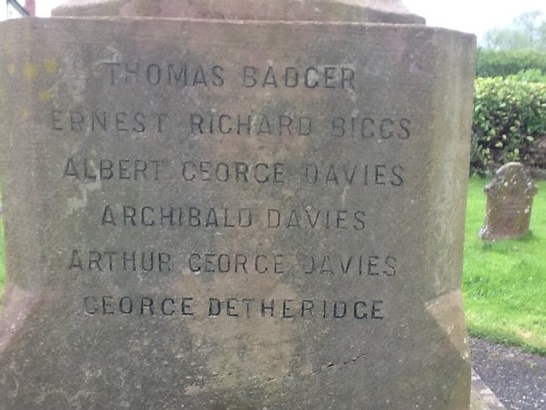 THOMAS BADGER
ERNEST RICHARD BIGGS
ALBERT GEORGE DAVIES
ARCHIBALD DAVIES
ARTHUR GEORGE DAVIES
GEORGE DETHERIDGE